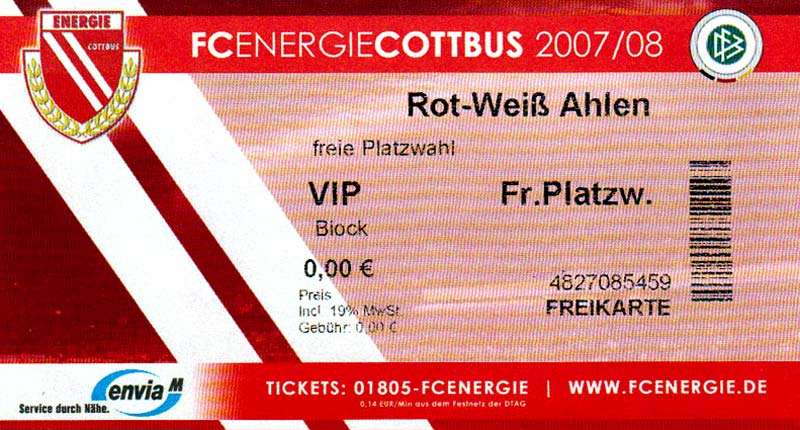 ENERGIE
COTTBUS
FCENERGIECOTTBUS 2007/08
DFB
Rot-Weiß Ahlen
freie Platzwahl
VIP Fr.Platzw.
Block
0,00 €
4827085459
Preis
FREIKARTE
Incl. 19% MwSt
Gebühr: 0,00 €
envia M
Service durch Nähe.
TICKETS: 01805-FCENERGIE | WWW.FCENERGIE.DE
0,14 EUR/Min aus dem Festnetz der DTAG